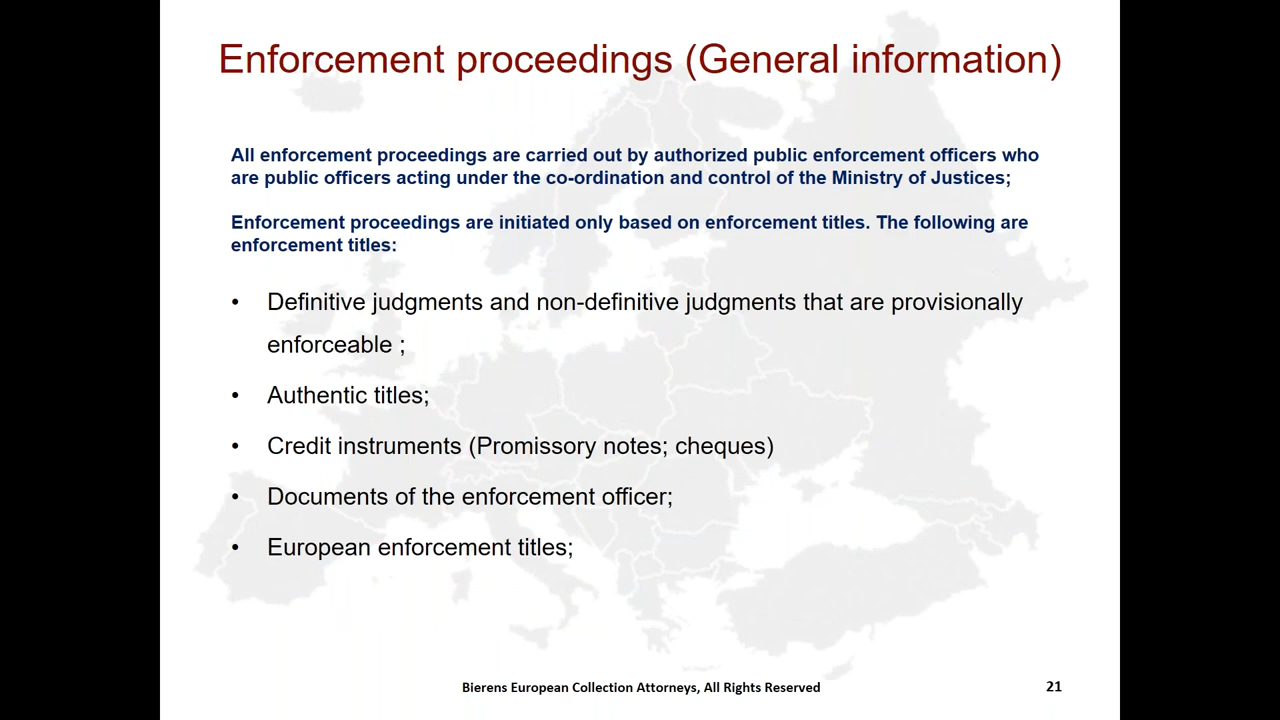 Enforcement proceedings (General information)
All enforcement proceedings are carried out by authorized public enforcement officers who
are public officers acting under the co-ordination and control of the Ministry of Justices;
Enforcement proceedings are initiated only based on enforcement titles. The following are
enforcement titles:
• Definitive judgments and non-definitive judgments that are provisionally
enforceable ;
• Authentic titles;
• Credit instruments (Promissory notes; cheques)
• Documents of the enforcement officer;
• European enforcement titles;
Bierens European Collection Attorneys, All Rights Reserved
21